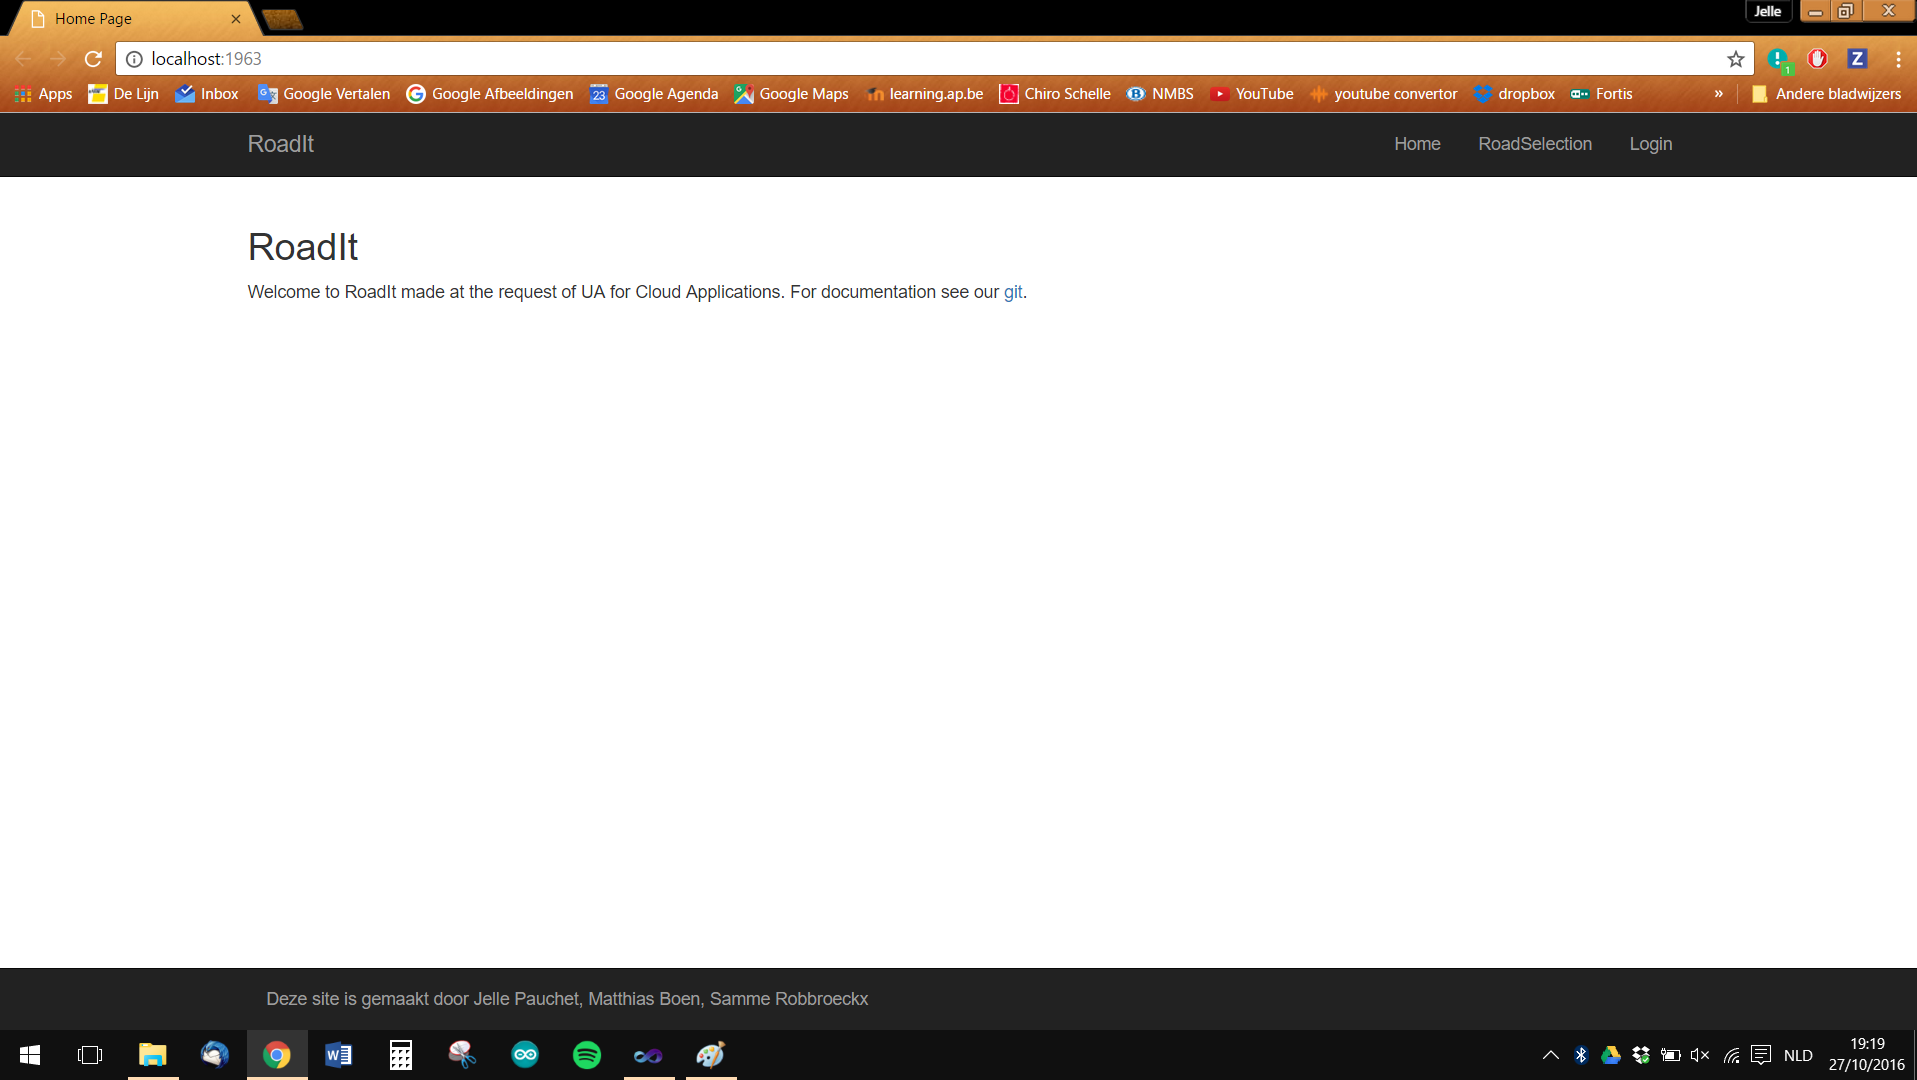 Home Page
Jelle
localhost:1963
1
Apps De Lijn Inbox Google Vertalen Google Afbeeldingen 23 Google Agenda Google Maps learning.ap.be Chiro Schelle B NMBS YouTube youtube convertor dropbox Fortis » Andere bladwijzers
RoadIt Home RoadSelection Login
RoadIt
Welcome to RoadIt made at the request of UA for Cloud Applications. For documentation see our git.
Deze site is gemaakt door Jelle Pauchet, Matthias Boen, Samme Robbroeckx
NLD
19:19
27/10/2016